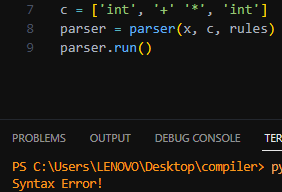 7 c = ['int', '+' '*', 'int']
8 parser = parser(x, c, rules)
9 parser.run()
PROBLEMS OUTPUT DEBUG CONSOLE
PS C:\Users\LENOVO\Desktop\compiler>
Syntax Error!